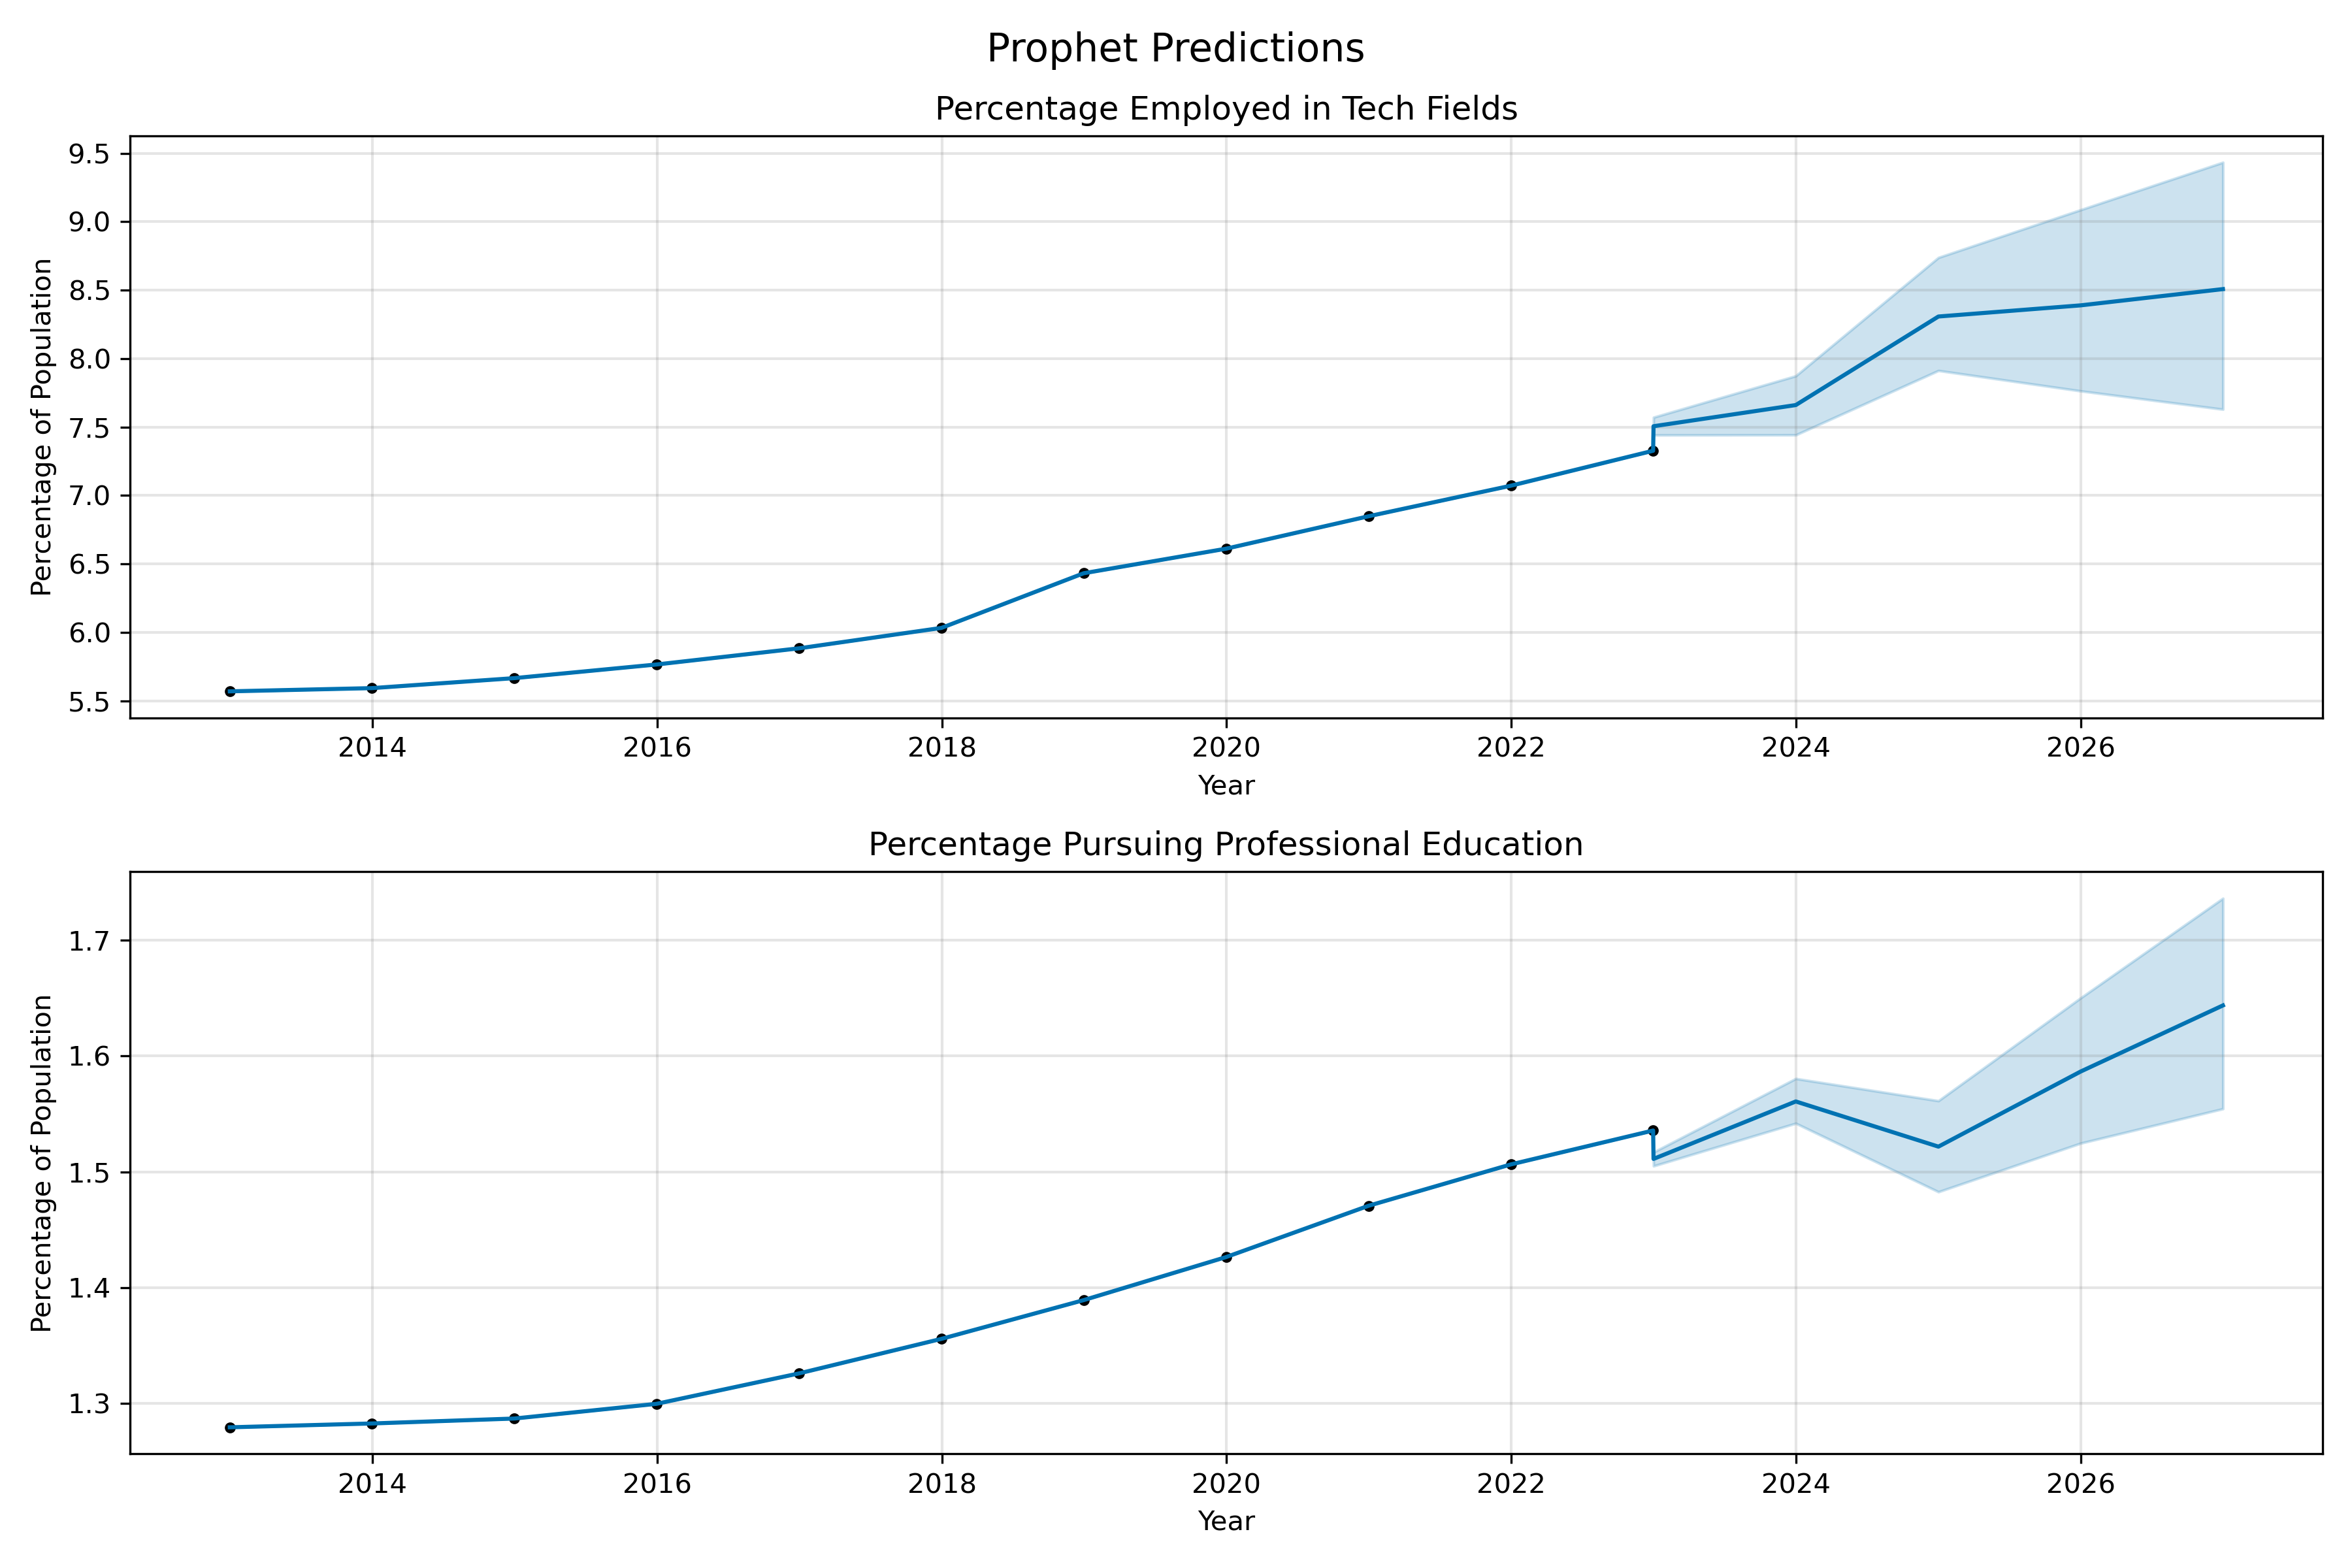 Prophet Predictions
Percentage Employed in Tech Fields
Percentage of Population
9.5
9.0
8.5
8.0
7.5
7.0
6.5
6.0
5.5
2014 2016 2018 2020 2022 2024 2026
Year
Percentage Pursuing Professional Education
Percentage of Population
1.7
1.6
1.5
1.4
1.3
2014 2016 2018 2020 2022 2024 2026
Year